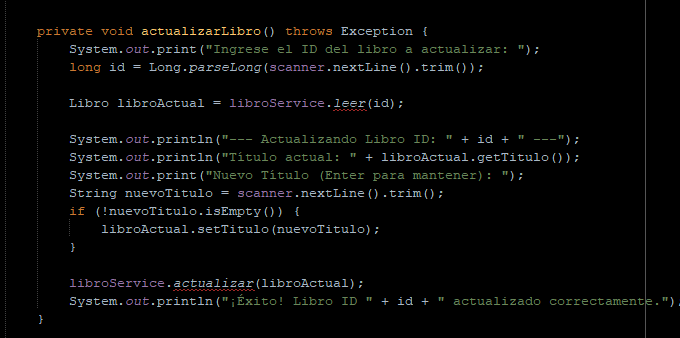 private void actualizarLibro() throws Exception {
System.out.print("Ingrese el ID del libro a actualizar: ");
long id = Long.parseLong(scanner.nextLine().trim());
Libro libroActual = libroService.leer(id);
System.out.println("--- Actualizando Libro ID: " + id + " ---");
System.out.println("Título actual: " + libroActual.getTitulo());
System.out.print("Nuevo Título (Enter para mantener): ");
String nuevoTitulo = scanner.nextLine().trim();
if (!nuevoTitulo.isEmpty()) {
libroActual.setTitulo(nuevoTitulo);
}
libroService.actualizar(libroActual);
System.out.println("¡Éxito! Libro ID " + id + " actualizado correctamente.");
}